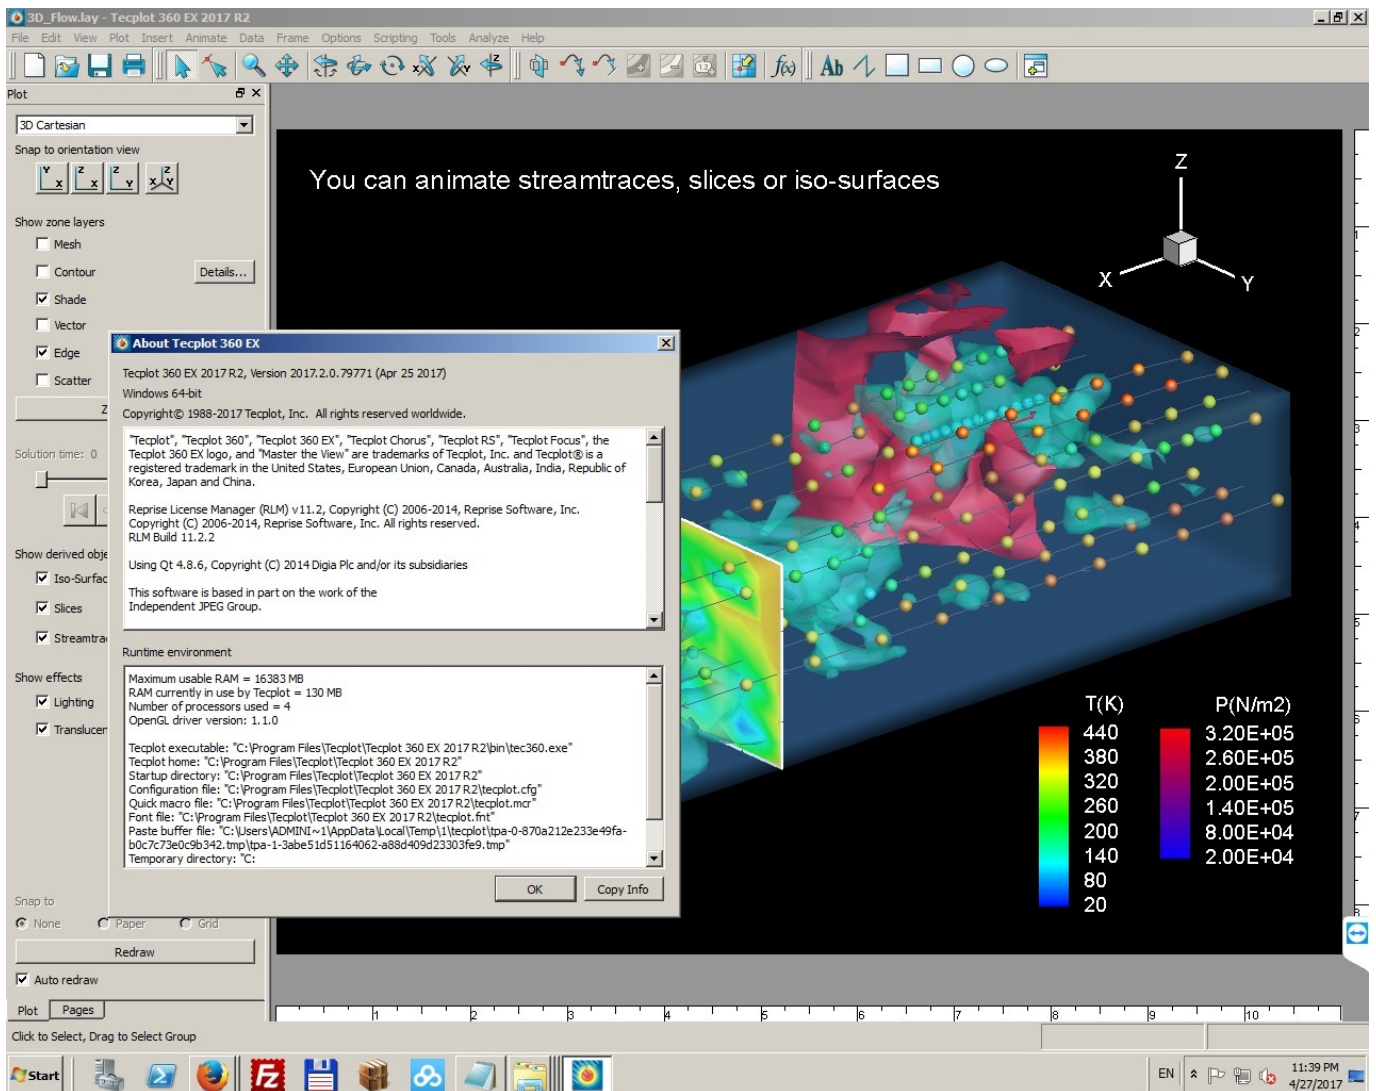 3D_Flow.lay - Tecplot 360 EX 2017 R2
File Edit View Plot Insert Animate Data Frame Options Scripting Tools Analyze Help
Plot
3D Cartesian
Snap to orientation view
Y X Z X Z Y X Z Y
Show zone layers
Mesh
Contour
Details...
Shade
Vector
Edge
Scatter
Z
Solution time: 0
Show derived obje
Iso-Surfac
Slices
Streamtra
Show effects
Lighting
Translucer
Snap to
None Paper Grid
Redraw
Auto redraw
Plot Pages
Click to Select, Drag to Select Group
You can animate streamtraces, slices or iso-surfaces
Z
X
Y
T(K)
440
380
320
260
200
140
80
20
P(N/m2)
3.20E+05
2.60E+05
2.00E+05
1.40E+05
8.00E+04
2.00E+04
About Tecplot 360 EX
Tecplot 360 EX 2017 R2, Version 2017.2.0.79771 (Apr 25 2017)
Windows 64-bit
Copyright© 1988-2017 Tecplot, Inc. All rights reserved worldwide.
"Tecplot", "Tecplot 360", "Tecplot 360 EX", "Tecplot Chorus", "Tecplot RS", "Tecplot Focus", the
Tecplot 360 EX logo, and "Master the View" are trademarks of Tecplot, Inc. and Tecplot® is a
registered trademark in the United States, European Union, Canada, Australia, India, Republic of
Korea, Japan and China.
Reprise License Manager (RLM) v11.2, Copyright (C) 2006-2014, Reprise Software, Inc.
Copyright (C) 2006-2014, Reprise Software, Inc. All rights reserved.
RLM Build 11.2.2
Using Qt 4.8.6, Copyright (C) 2014 Digia Plc and/or its subsidiaries
This software is based in part on the work of the
Independent JPEG Group.
Runtime environment
Maximum usable RAM = 16383 MB
RAM currently in use by Tecplot = 130 MB
Number of processors used = 4
OpenGL driver version: 1.1.0
Tecplot executable: "C:\Program Files\Tecplot\Tecplot 360 EX 2017 R2\bin\tec360.exe"
Tecplot home: "C:\Program Files\Tecplot\Tecplot 360 EX 2017 R2"
Startup directory: "C:\Program Files\Tecplot\Tecplot 360 EX 2017 R2"
Configuration file: "C:\Program Files\Tecplot\Tecplot 360 EX 2017 R2\tecplot.cfg"
Quick macro file: "C:\Program Files\Tecplot\Tecplot 360 EX 2017 R2\tecplot.mcr"
Font file: "C:\Program Files\Tecplot\Tecplot 360 EX 2017 R2\tecplot.fnt"
Paste buffer file: "C:\Users\ADMINI~1\AppData\Local\Temp\1\tecplot\tpa-0-870a212e233e49fa-
b0c7c73e0c9b342.tmp\tpa-1-3abe51d51164062-a88d409d23303fe9.tmp"
Temporary directory: "C:
OK Copy Info
1 2 3 4 5 6 7 8
1 2 3 4 5 6 7 8 9 10
Start
EN
11:39 PM
4/27/2017